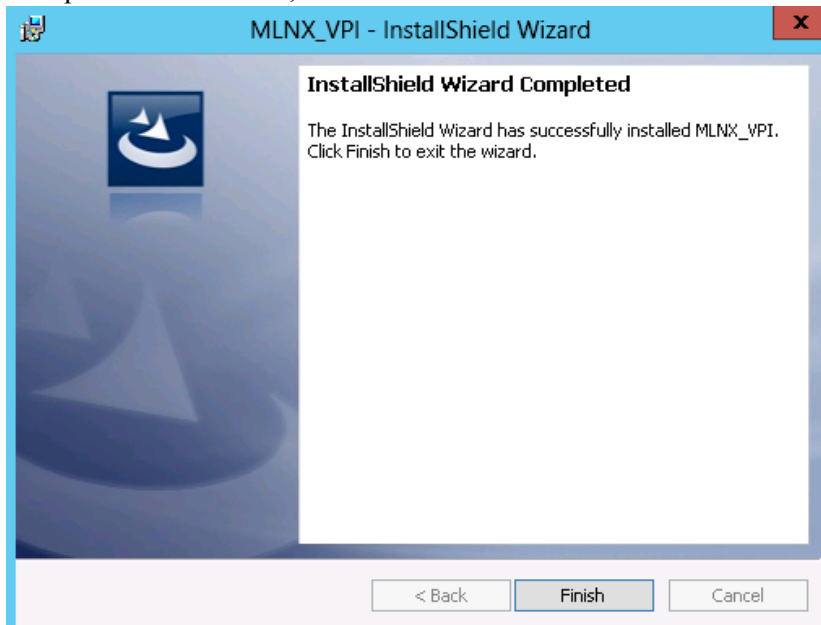 MLNX_VPI - InstallShield Wizard
x
InstallShield Wizard Completed
The InstallShield Wizard has successfully installed MLNX_VPI.
Click Finish to exit the wizard.
< Back Finish Cancel